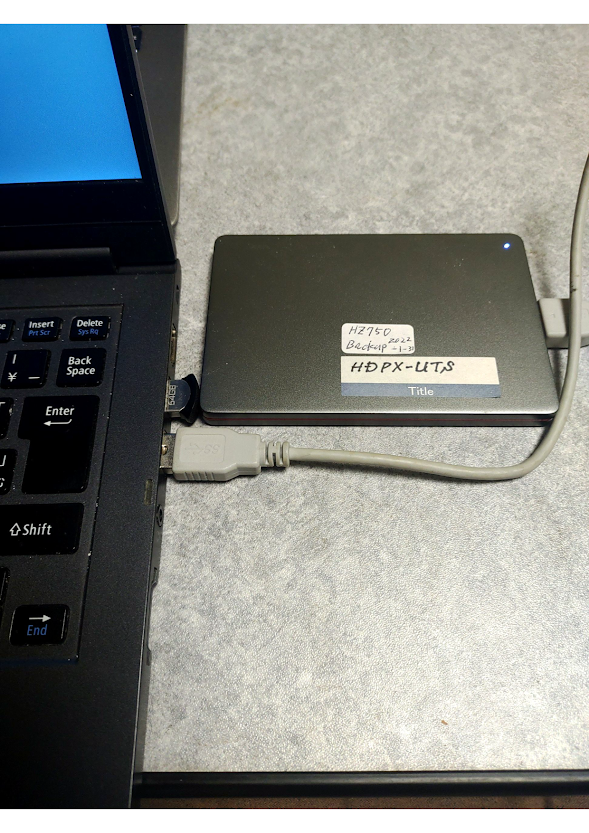 Insert
Prt Scr
Delete
Sys Rq
Back
Space
¥ —
Enter
Shift
End
64GB
HZ750
Backup 2022
-1-31
HDPX-UTS
Title